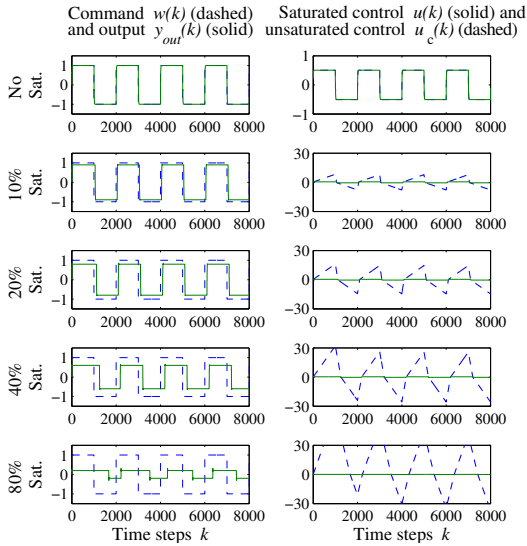 Command w(k) (dashed)
and output y_out(k) (solid)
Saturated control u(k) (solid) and
unsaturated control u_c(k) (dashed)
No
Sat.
1
0
−1
0 2000 4000 6000 8000
1
0
−1
0 2000 4000 6000 8000
10%
Sat.
1
0
−1
0 2000 4000 6000 8000
30
0
−30
0 2000 4000 6000 8000
20%
Sat.
1
0
−1
0 2000 4000 6000 8000
30
0
−30
0 2000 4000 6000 8000
40%
Sat.
1
0
−1
0 2000 4000 6000 8000
30
0
−30
0 2000 4000 6000 8000
80%
Sat.
1
0
−1
0 2000 4000 6000 8000
Time steps k
30
0
−30
0 2000 4000 6000 8000
Time steps k